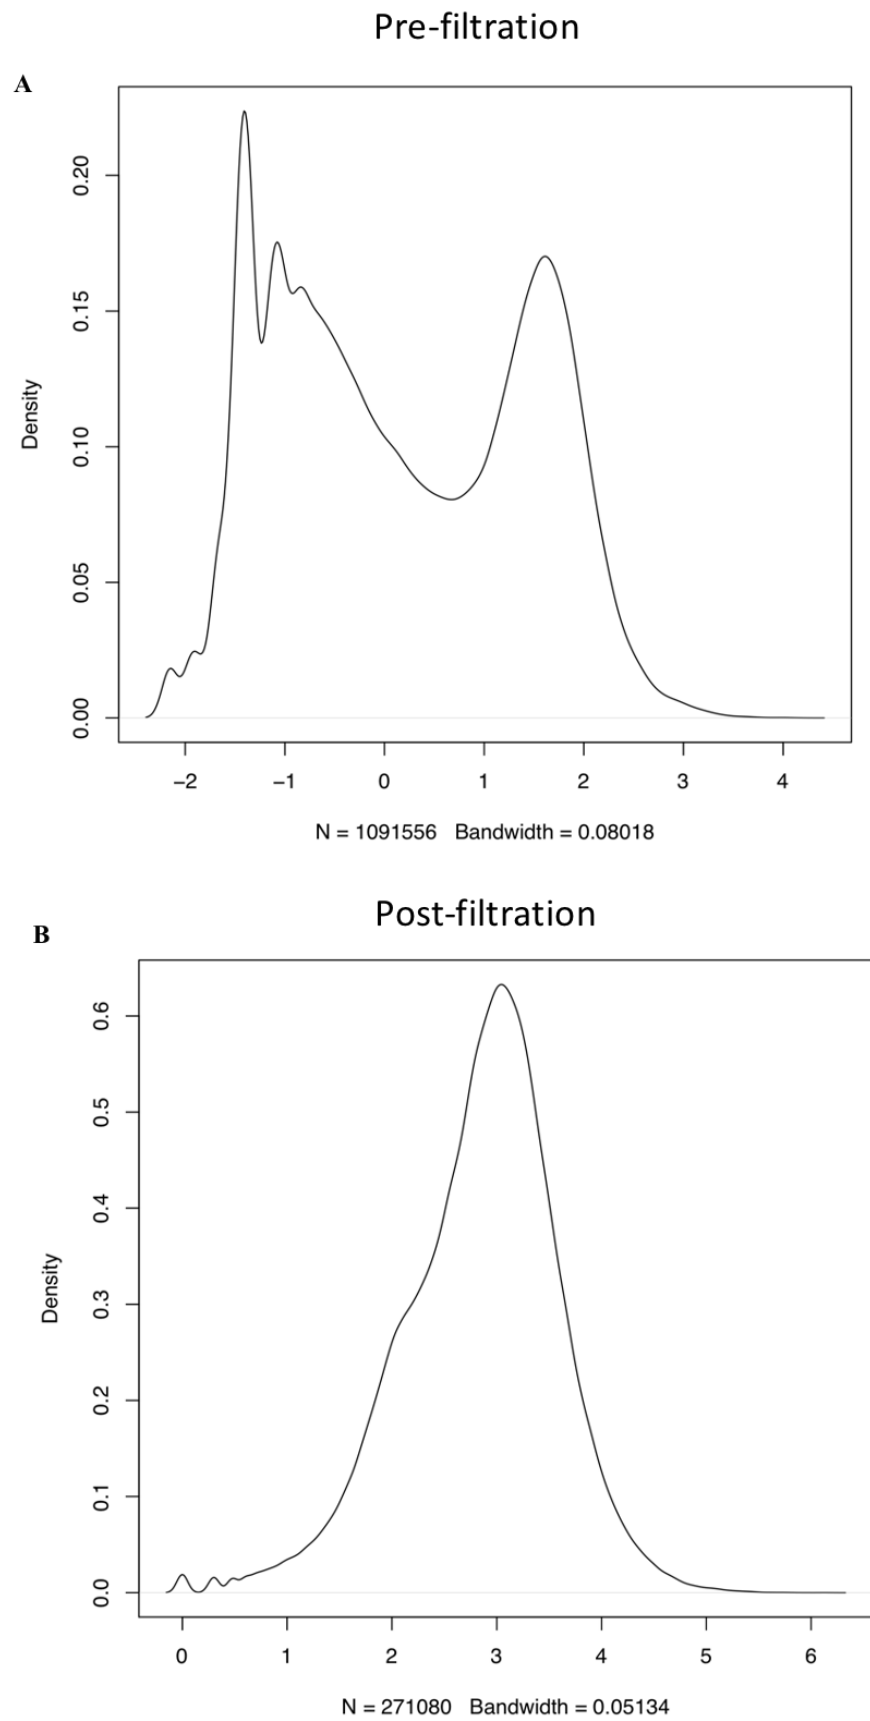 Pre-filtration
A
Density
0.20
0.15
0.10
0.05
0.00
−2 −1 0 1 2 3 4
N = 1091556 Bandwidth = 0.08018
Post-filtration
B
Density
0.6
0.5
0.4
0.3
0.2
0.1
0.0
0 1 2 3 4 5 6
N = 271080 Bandwidth = 0.05134